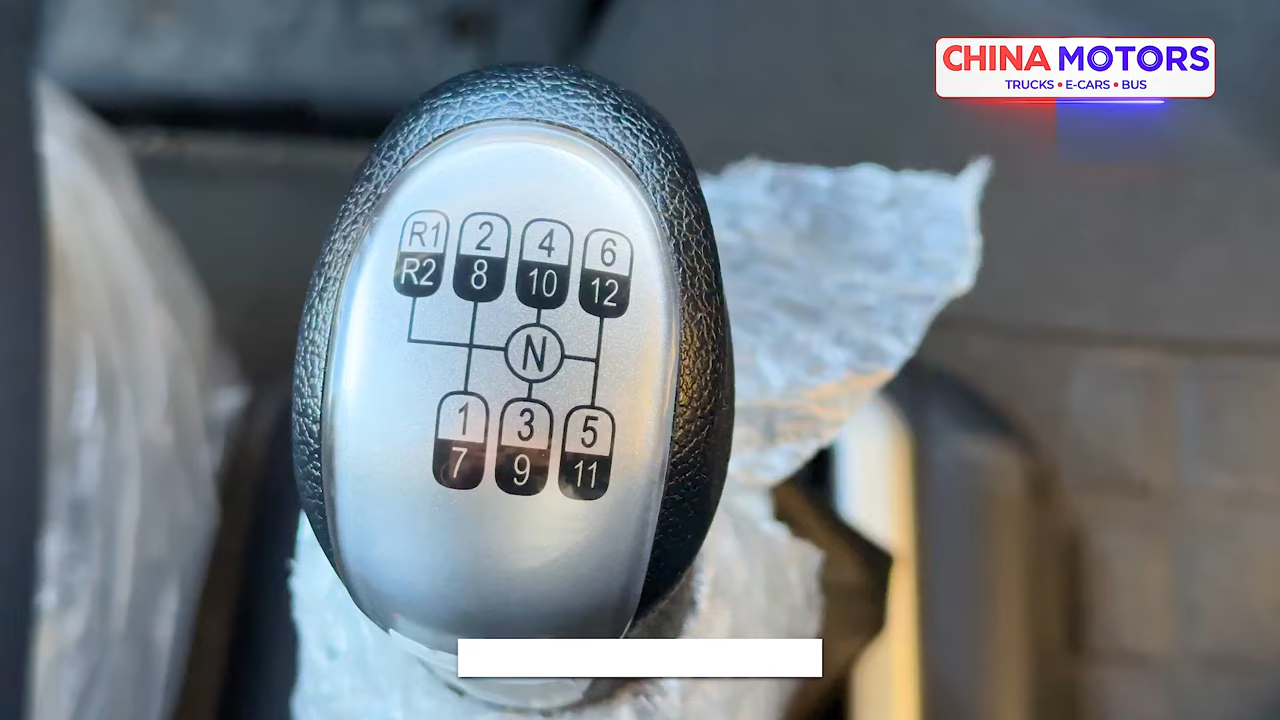 CHINA MOTORS
TRUCKS • E-CARS • BUS
R1 2 4 6
R2 8 10 12
N
1 3 5
7 9 11